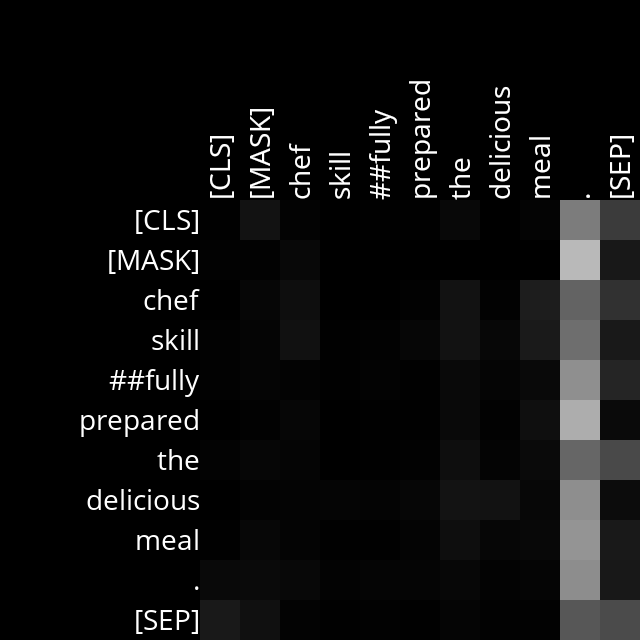 [CLS] [MASK] chef skill ##fully prepared the delicious meal . [SEP]
[CLS]
[MASK]
chef
skill
##fully
prepared
the
delicious
meal
.
[SEP]